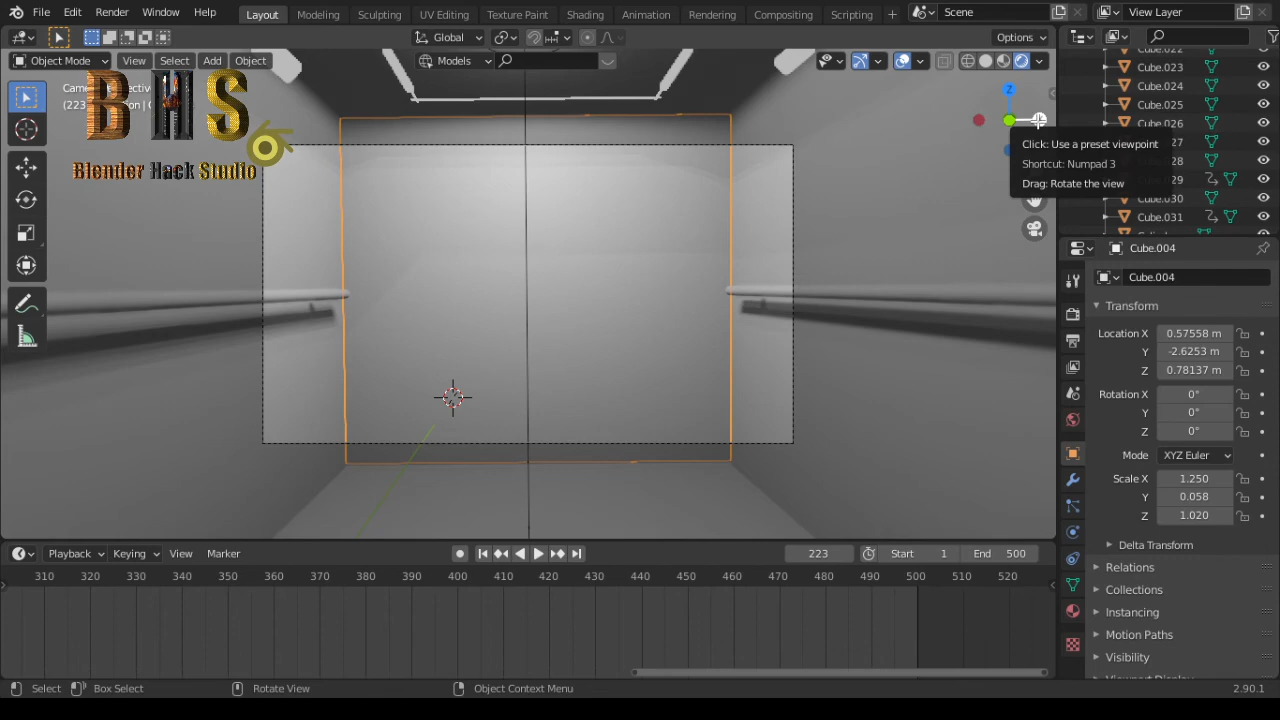 File Edit Render Window Help Layout Modeling Sculpting UV Editing Texture Paint Shading Animation Rendering Compositing Scripting + Scene View Layer
Global Options
Object Mode View Select Add Object Models
Cube.023
Cube.024
Cube.025
Cube.026
Cube.030
Cube.031
BHS
Blender Hack Studio
Z
Click: Use a preset viewpoint
Shortcut: Numpad 3
Drag: Rotate the view
Cube.004
Cube.004
Transform
Location X 0.57558 m
Y -2.6253 m
Z 0.78137 m
Rotation X 0°
Y 0°
Z 0°
Mode XYZ Euler
Scale X 1.250
Y 0.058
Z 1.020
Delta Transform
Relations
Collections
Instancing
Motion Paths
Visibility
Playback Keying View Marker 223 Start 1 End 500
310 320 330 340 350 360 370 380 390 400 410 420 430 440 450 460 470 480 490 500 510 520
Select Box Select Rotate View Object Context Menu 2.90.1